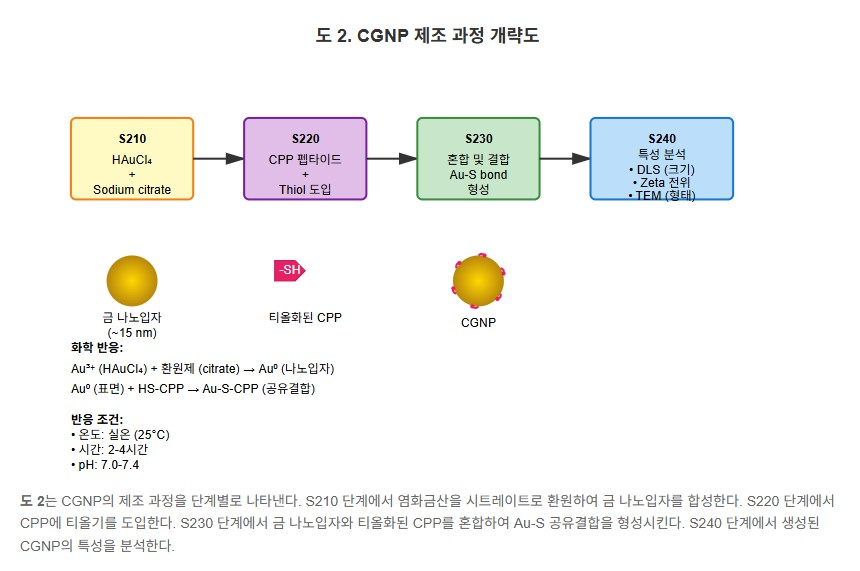 도 2. CGNP 제조 과정 개략도
S210
HAuCl₄
+
Sodium citrate
S220
CPP 펩타이드
+
Thiol 도입
S230
혼합 및 결합
Au-S bond
형성
S240
특성 분석
• DLS (크기)
• Zeta 전위
• TEM (형태)
금 나노입자
(~15 nm)
-SH
티올화된 CPP
CGNP
화학 반응:
Au³⁺ (HAuCl₄) + 환원제 (citrate) → Au⁰ (나노입자)
Au⁰ (표면) + HS-CPP → Au-S-CPP (공유결합)
반응 조건:
• 온도: 실온 (25°C)
• 시간: 2-4시간
• pH: 7.0-7.4
도 2는 CGNP의 제조 과정을 단계별로 나타낸다. S210 단계에서 염화금산을 시트레이트로 환원하여 금 나노입자를 합성한다. S220 단계에서
CPP에 티올기를 도입한다. S230 단계에서 금 나노입자와 티올화된 CPP를 혼합하여 Au-S 공유결합을 형성시킨다. S240 단계에서 생성된
CGNP의 특성을 분석한다.